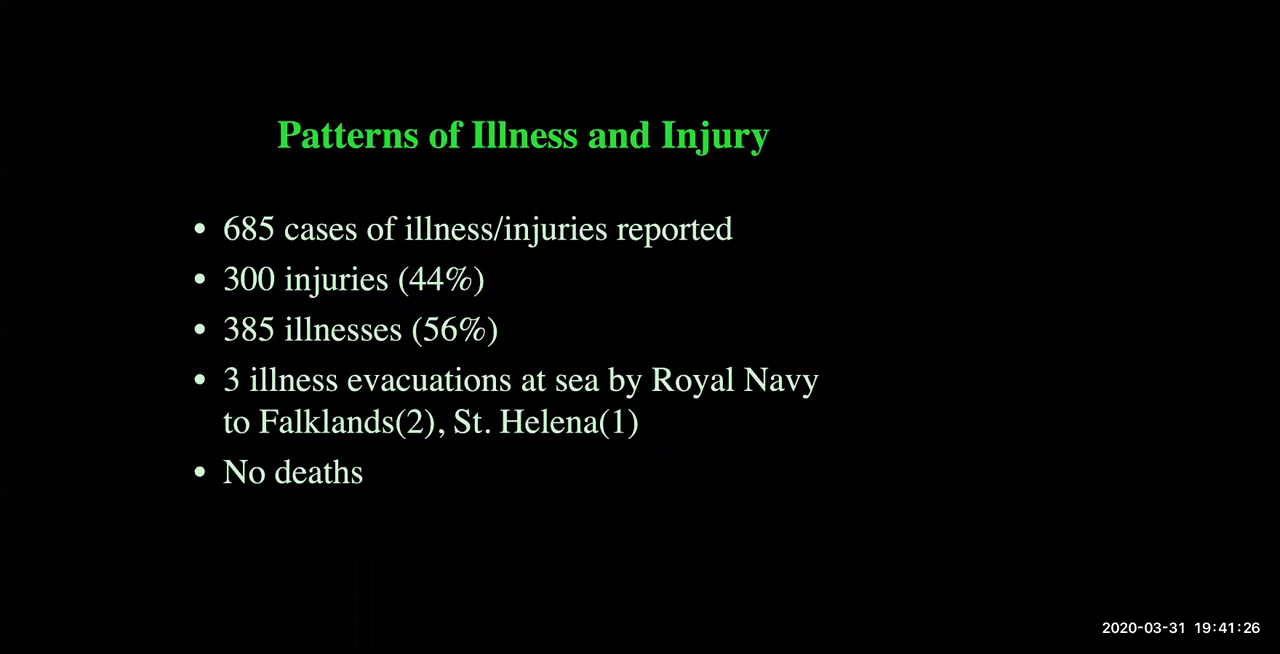 Patterns of Illness and Injury
• 685 cases of illness/injuries reported
• 300 injuries (44%)
• 385 illnesses (56%)
• 3 illness evacuations at sea by Royal Navy
to Falklands(2), St. Helena(1)
• No deaths
2020-03-31 19:41:26